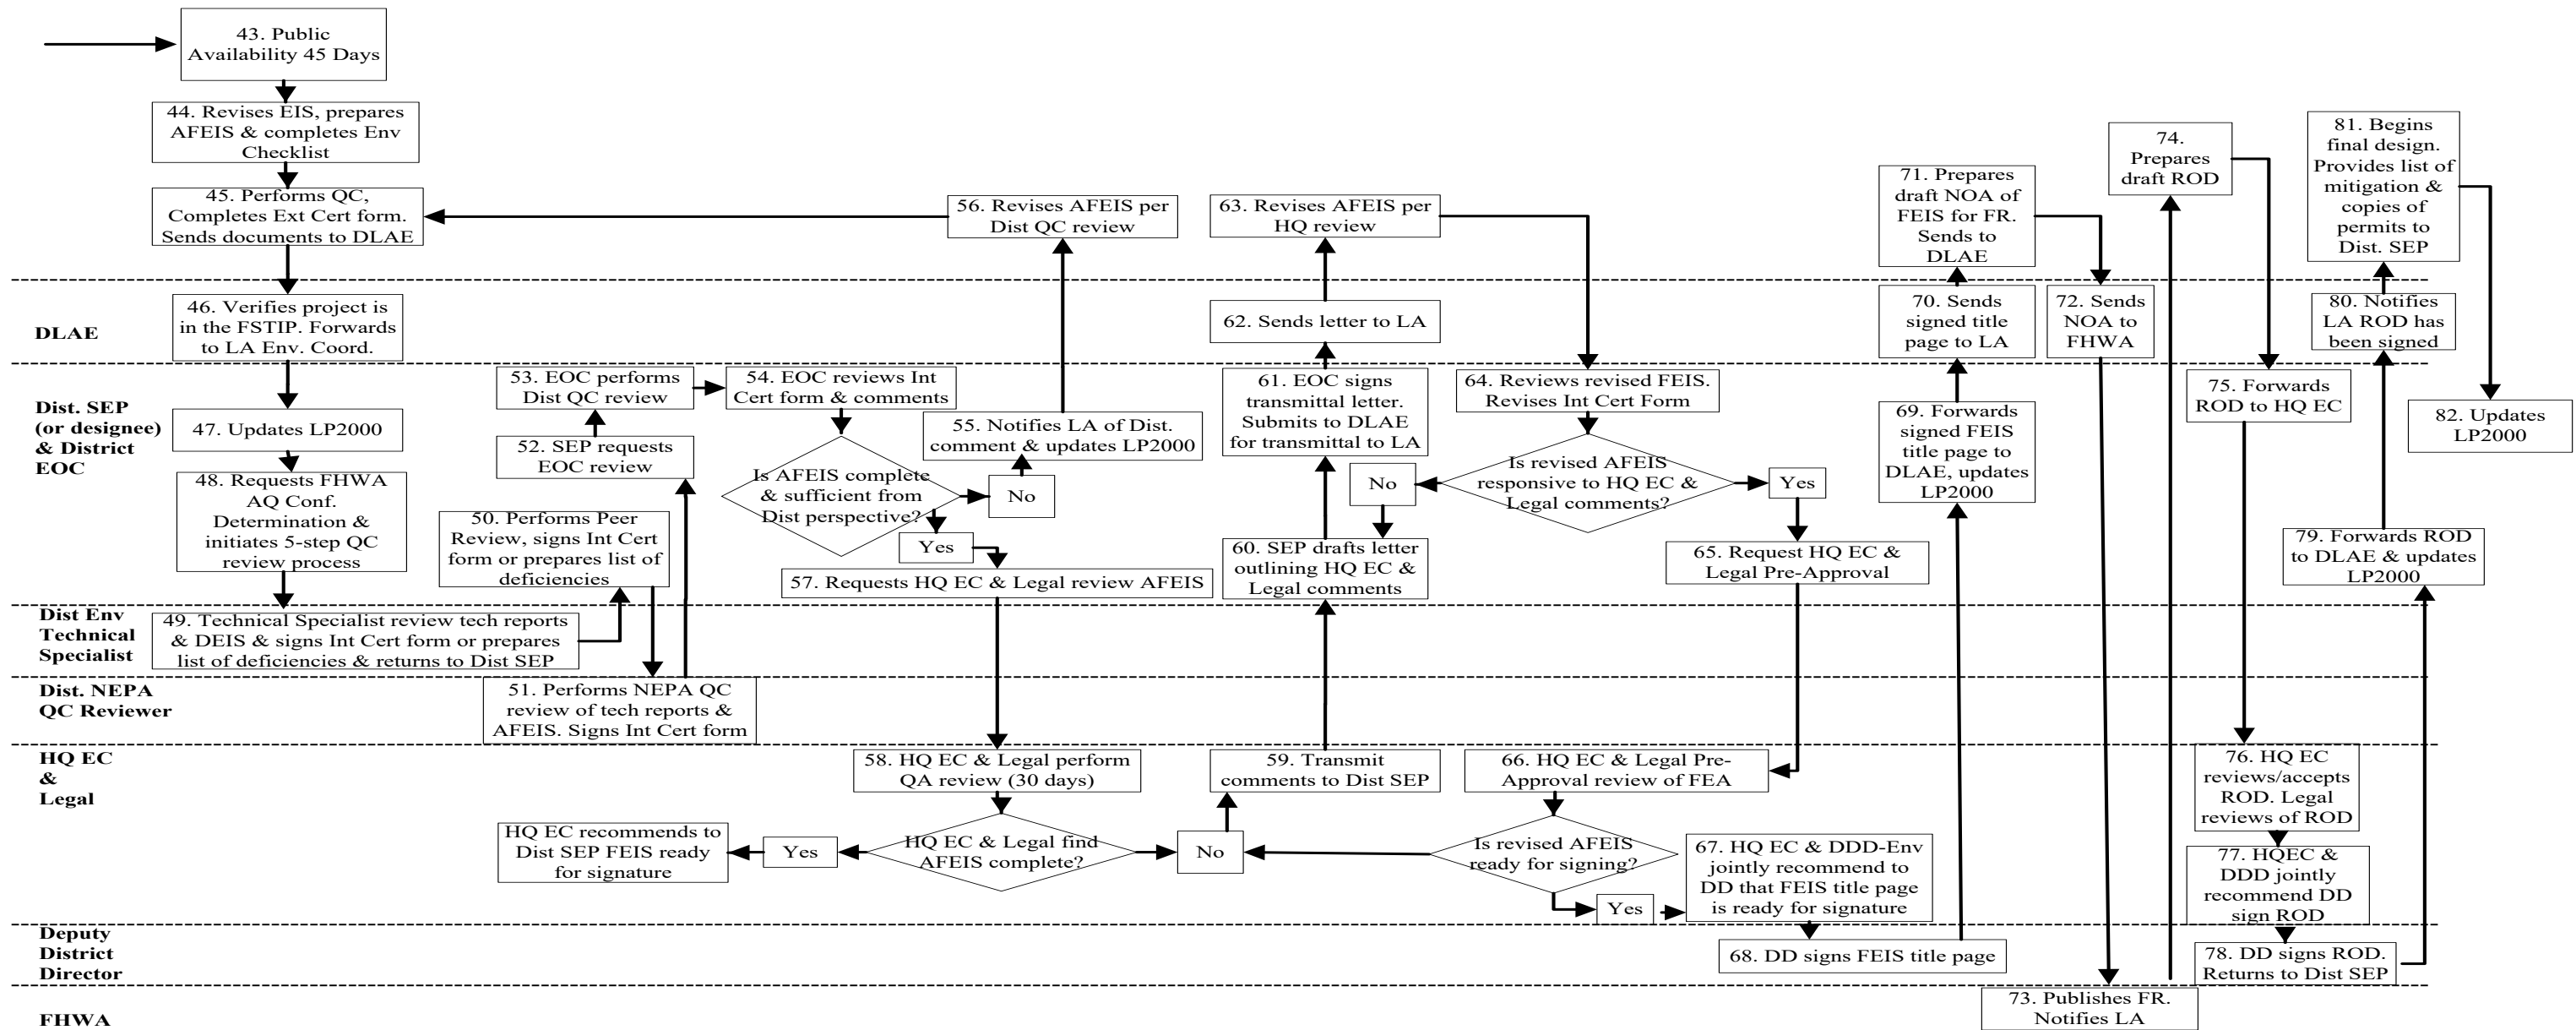 43. Public
Availability 45 Days
44. Revises EIS, prepares
AFEIS & completes Env
Checklist
45. Performs QC,
Completes Ext Cert form.
Sends documents to DLAE
56. Revises AFEIS per
Dist QC review
63. Revises AFEIS per
HQ review
71. Prepares
draft NOA of
FEIS for FR.
Sends to
DLAE
74.
Prepares
draft ROD
81. Begins
final design.
Provides list of
mitigation &
copies of
permits to
Dist. SEP
DLAE
46. Verifies project is
in the FSTIP. Forwards
to LA Env. Coord.
62. Sends letter to LA
70. Sends
signed title
page to LA
72. Sends
NOA to
FHWA
80. Notifies
LA ROD has
been signed
Dist. SEP
(or designee)
& District
EOC
47. Updates LP2000
48. Requests FHWA
AQ Conf.
Determination &
initiates 5-step QC
review process
50. Performs Peer
Review, signs Int Cert
form or prepares list of
deficiencies
53. EOC performs
Dist QC review
52. SEP requests
EOC review
54. EOC reviews Int
Cert form & comments
Is AFEIS complete
& sufficient from
Dist perspective?
No
Yes
55. Notifies LA of Dist.
comment & updates LP2000
57. Requests HQ EC & Legal review AFEIS
61. EOC signs
transmittal letter.
Submits to DLAE
for transmittal to LA
60. SEP drafts letter
outlining HQ EC &
Legal comments
64. Reviews revised FEIS.
Revises Int Cert Form
Is revised AFEIS
responsive to HQ EC &
Legal comments?
No
Yes
65. Request HQ EC &
Legal Pre-Approval
69. Forwards
signed FEIS
title page to
DLAE, updates
LP2000
75. Forwards
ROD to HQ EC
82. Updates
LP2000
79. Forwards ROD
to DLAE & updates
LP2000
Dist Env
Technical
Specialist
49. Technical Specialist review tech reports
& DEIS & signs Int Cert form or prepares
list of deficiencies & returns to Dist SEP
Dist. NEPA
QC Reviewer
51. Performs NEPA QC
review of tech reports &
AFEIS. Signs Int Cert form
HQ EC
&
Legal
58. HQ EC & Legal perform
QA review (30 days)
HQ EC & Legal find
AFEIS complete?
Yes
HQ EC recommends to
Dist SEP FEIS ready
for signature
No
59. Transmit
comments to Dist SEP
66. HQ EC & Legal Pre-
Approval review of FEA
Is revised AFEIS
ready for signing?
Yes
67. HQ EC & DDD-Env
jointly recommend to
DD that FEIS title page
is ready for signature
76. HQ EC
reviews/accepts
ROD. Legal
reviews of ROD
77. HQEC &
DDD jointly
recommend DD
sign ROD
Deputy
District
Director
68. DD signs FEIS title page
78. DD signs ROD.
Returns to Dist SEP
FHWA
73. Publishes FR.
Notifies LA